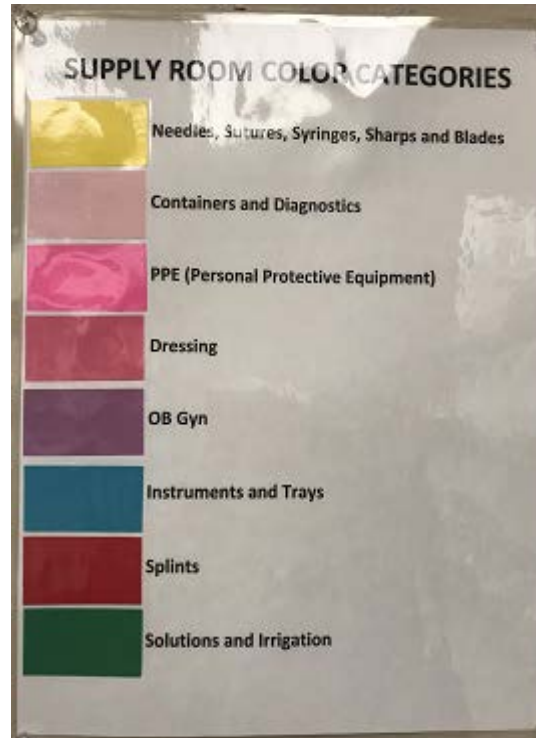 SUPPLY ROOM COLOR CATEGORIES
Needles, Sutures, Syringes, Sharps and Blades
Containers and Diagnostics
PPE (Personal Protective Equipment)
Dressing
OB Gyn
Instruments and Trays
Splints
Solutions and Irrigation